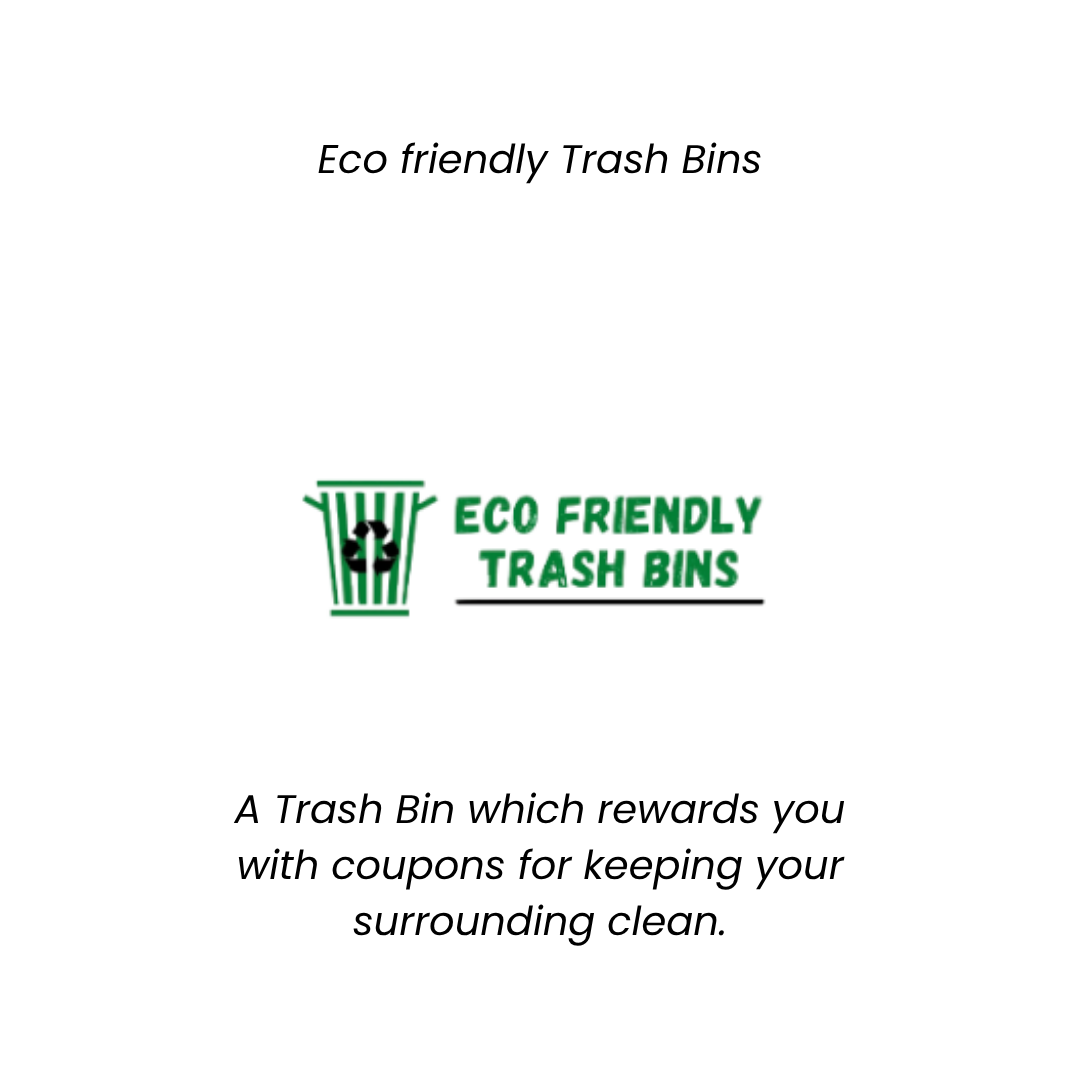 Eco friendly Trash Bins
ECO FRIENDLY
TRASH BINS
A Trash Bin which rewards you
with coupons for keeping your
surrounding clean.